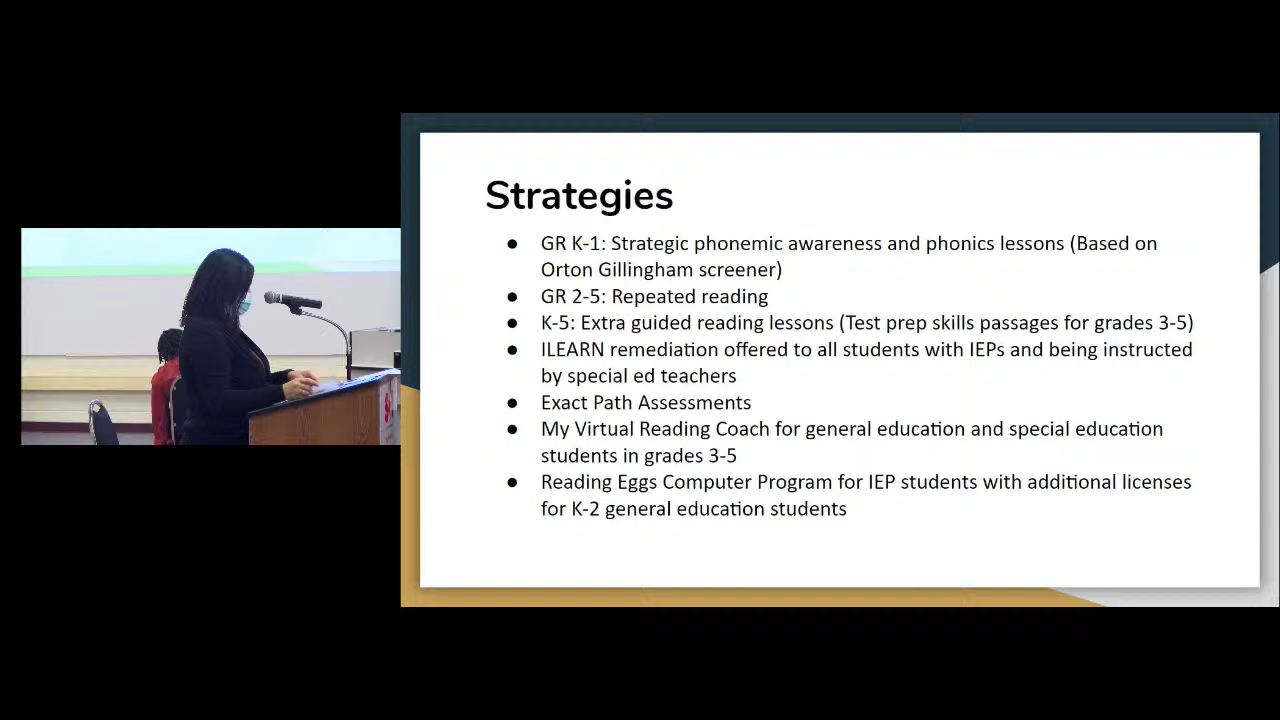 Strategies
● GR K-1: Strategic phonemic awareness and phonics lessons (Based on
Orton Gillingham screener)
● GR 2-5: Repeated reading
● K-5: Extra guided reading lessons (Test prep skills passages for grades 3-5)
● ILEARN remediation offered to all students with IEPs and being instructed
by special ed teachers
● Exact Path Assessments
● My Virtual Reading Coach for general education and special education
students in grades 3-5
● Reading Eggs Computer Program for IEP students with additional licenses
for K-2 general education students